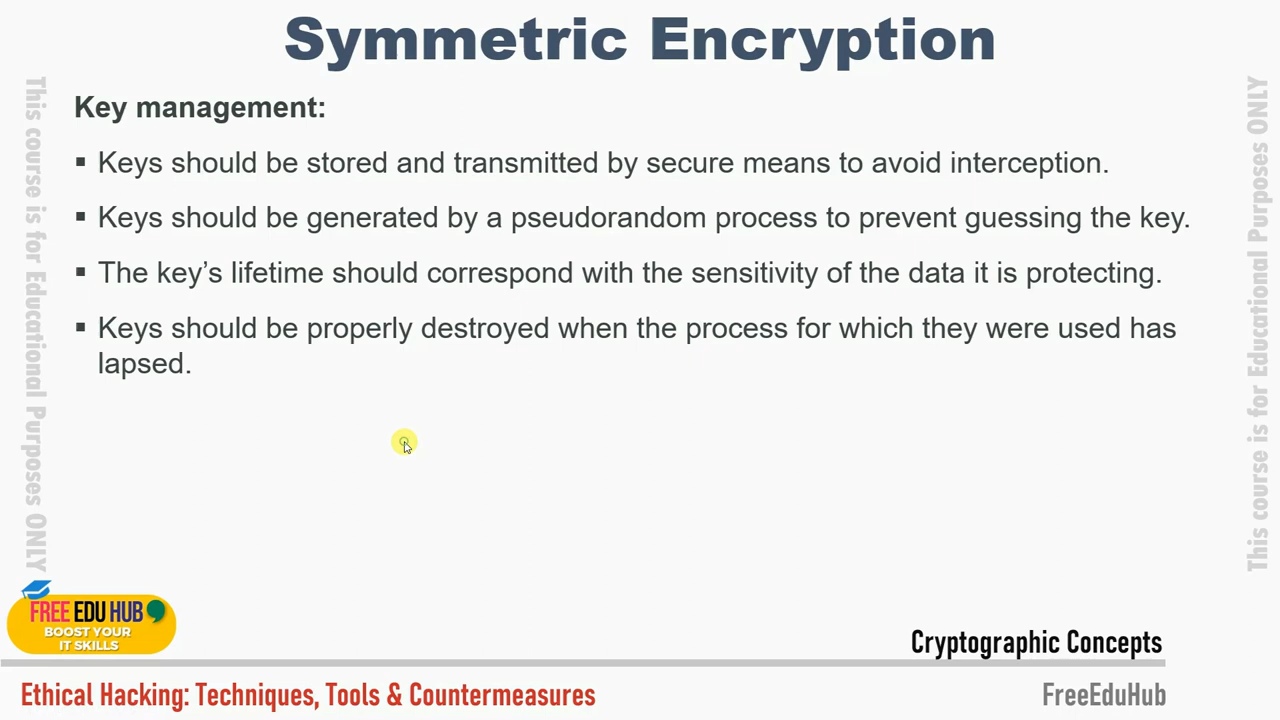 Symmetric Encryption
Key management:
▪ Keys should be stored and transmitted by secure means to avoid interception.
▪ Keys should be generated by a pseudorandom process to prevent guessing the key.
▪ The key’s lifetime should correspond with the sensitivity of the data it is protecting.
▪ Keys should be properly destroyed when the process for which they were used has
lapsed.
This course is for Educational Purposes ONLY
This course is for Educational Purposes ONLY
FREE EDU HUB
BOOST YOUR
IT SKILLS
Cryptographic Concepts
Ethical Hacking: Techniques, Tools & Countermeasures
FreeEduHub